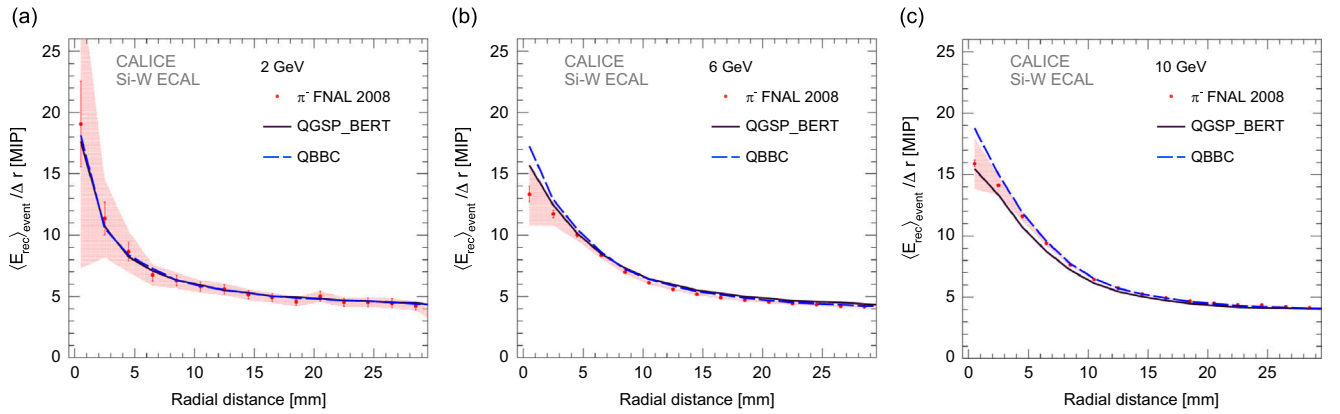 (a)
⟨E_rec⟩_event /Δ r [MIP]
25
20
15
10
5
0
CALICE
Si-W ECAL
2 GeV
π⁻ FNAL 2008
QGSP_BERT
QBBC
0 5 10 15 20 25
Radial distance [mm]
(b)
⟨E_rec⟩_event /Δ r [MIP]
25
20
15
10
5
0
CALICE
Si-W ECAL
6 GeV
π⁻ FNAL 2008
QGSP_BERT
QBBC
0 5 10 15 20 25
Radial distance [mm]
(c)
⟨E_rec⟩_event /Δ r [MIP]
25
20
15
10
5
0
CALICE
Si-W ECAL
10 GeV
π⁻ FNAL 2008
QGSP_BERT
QBBC
0 5 10 15 20 25
Radial distance [mm]